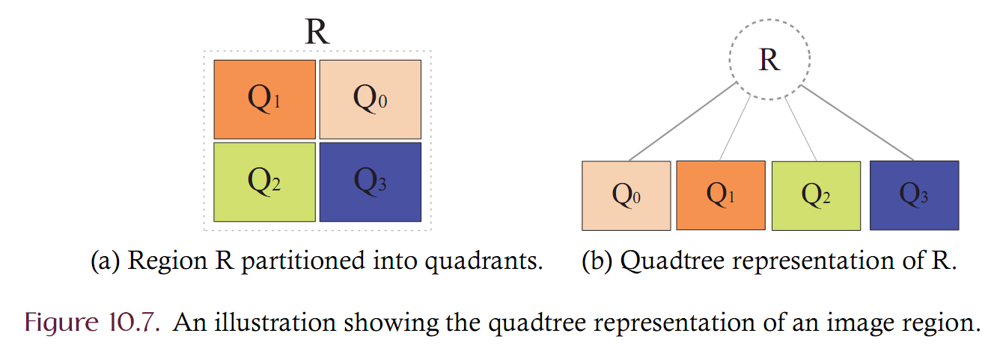 R
Q1 Q0
Q2 Q3
(a) Region R partitioned into quadrants.
R
Q0 Q1 Q2 Q3
(b) Quadtree representation of R.
Figure 10.7. An illustration showing the quadtree representation of an image region.